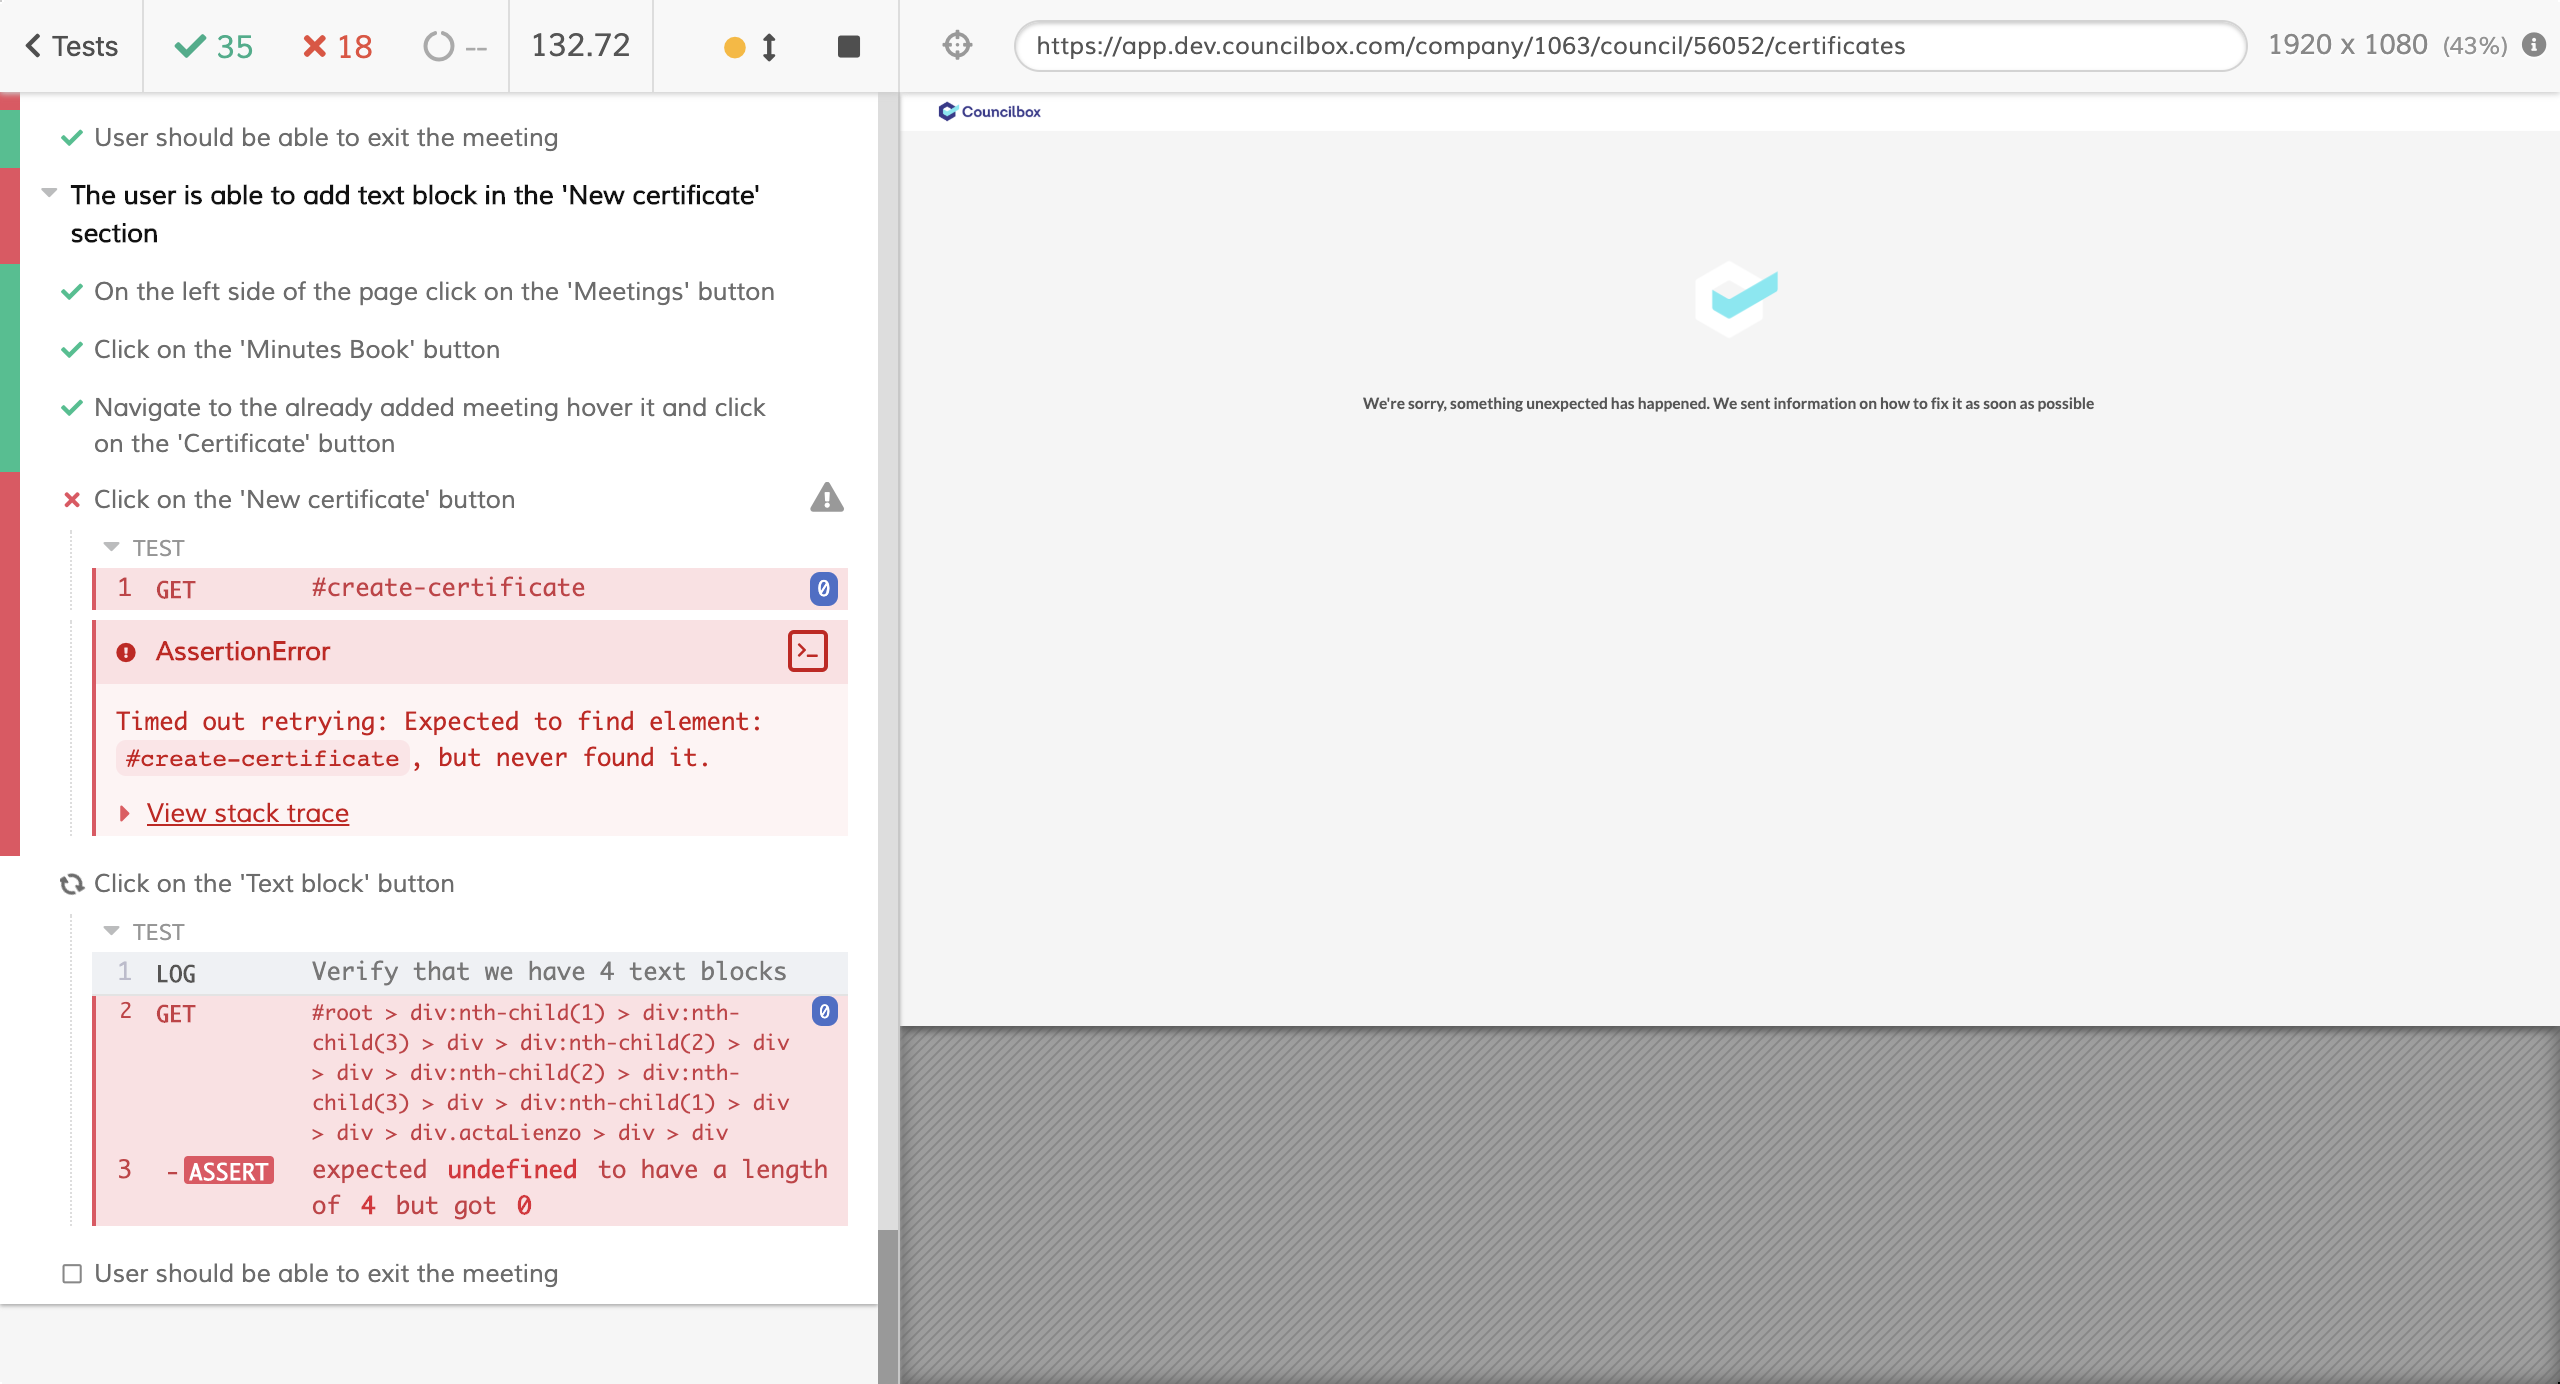 Tests
35
18
--
132.72
https://app.dev.councilbox.com/company/1063/council/56052/certificates
1920 x 1080 (43%)
User should be able to exit the meeting
The user is able to add text block in the 'New certificate'
section
On the left side of the page click on the 'Meetings' button
Click on the 'Minutes Book' button
Navigate to the already added meeting hover it and click
on the 'Certificate' button
Click on the 'New certificate' button
TEST
1 GET #create-certificate 0
AssertionError
Timed out retrying: Expected to find element:
#create-certificate, but never found it.
View stack trace
Click on the 'Text block' button
TEST
1 LOG Verify that we have 4 text blocks
2 GET #root > div:nth-child(1) > div:nth- 0
child(3) > div > div:nth-child(2) > div
> div > div:nth-child(2) > div:nth-
child(3) > div > div:nth-child(1) > div
> div > div.actaLienzo > div > div
3 -ASSERT expected undefined to have a length
of 4 but got 0
User should be able to exit the meeting
Councilbox
We're sorry, something unexpected has happened. We sent information on how to fix it as soon as possible